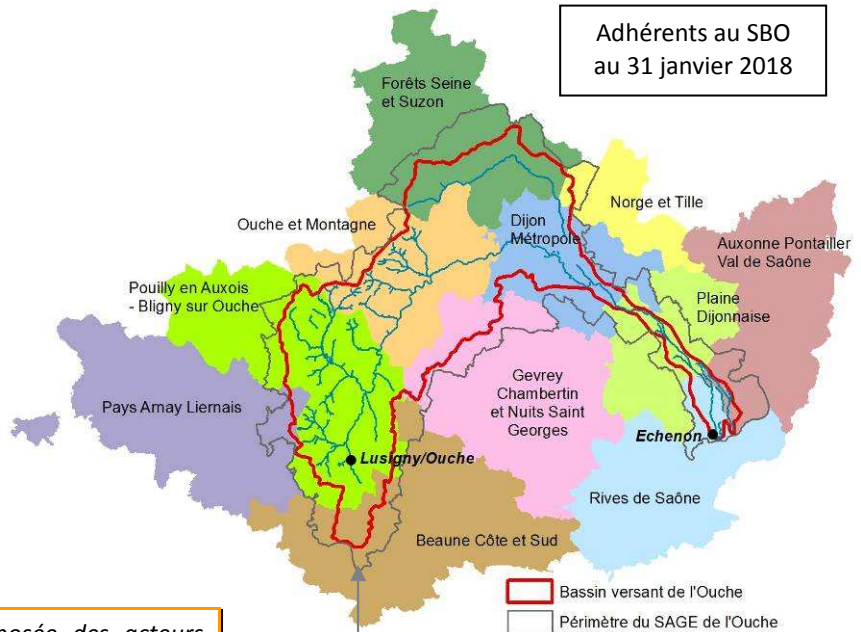 Adhérents au SBO
au 31 janvier 2018
Forêts Seine
et Suzon
Norge et Tille
Ouche et Montagne
Dijon
Métropole
Auxonne Pontailler
Val de Saône
Pouilly en Auxois
- Bligny sur Ouche
Plaine
Dijonnaise
Pays Arnay Liernais
Gevrey
Chambertin
et Nuits Saint
Georges
Echenon
Lusigny/Ouche
Rives de Saône
Beaune Côte et Sud
Bassin versant de l'Ouche
Périmètre du SAGE de l'Ouche
posée des acteurs